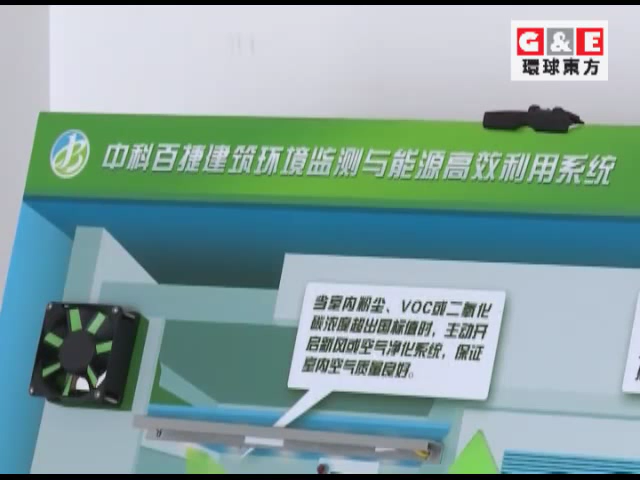 G&E
環球東方
中科百捷建筑环境监测与能源高效利用系统
当室内粉尘、VOC或二氧化
碳浓度超出国标值时，主动开
启新风或空气净化系统，保证
室内空气质量良好。